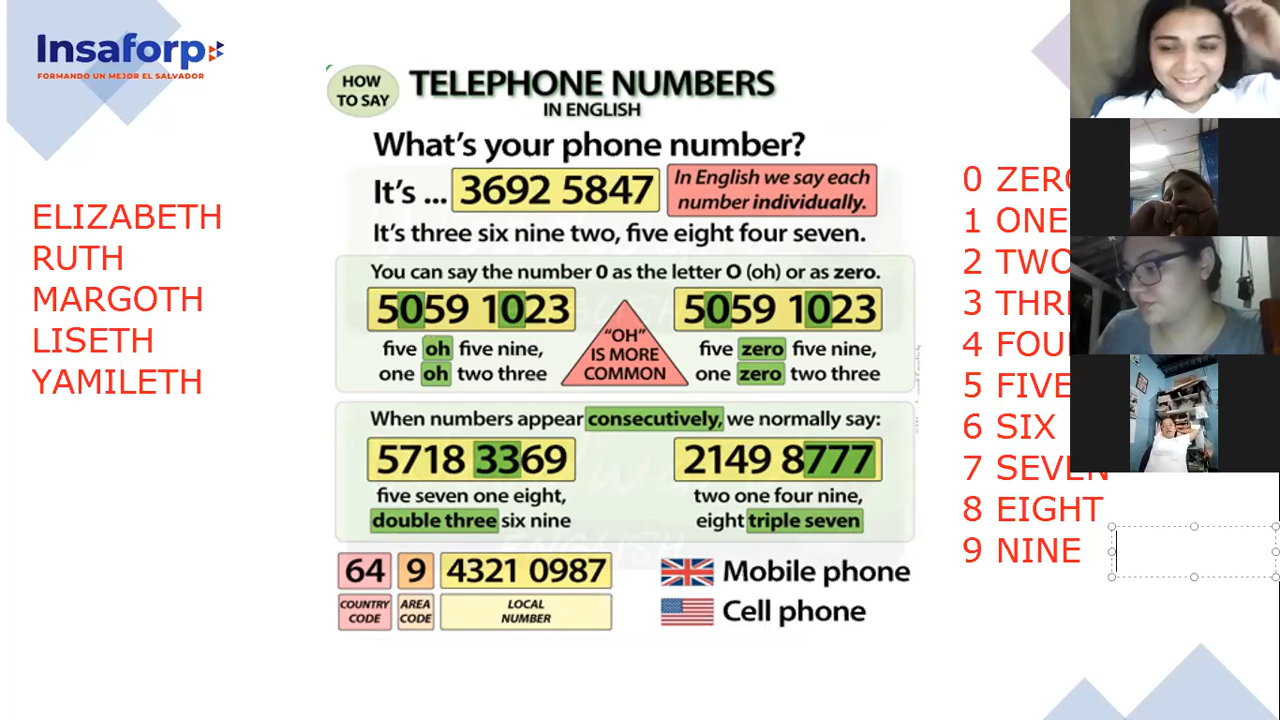 Insaforp
FORMANDO UN MEJOR EL SALVADOR
HOW
TO SAY
TELEPHONE NUMBERS
IN ENGLISH
What's your phone number?
It's ... 3692 5847
In English we say each
number individually.
It's three six nine two, five eight four seven.
You can say the number 0 as the letter O (oh) or as zero.
5059 1023
five oh five nine,
one oh two three
"OH"
IS MORE
COMMON
5059 1023
five zero five nine,
one zero two three
When numbers appear consecutively, we normally say:
5718 3369
five seven one eight,
double three six nine
2149 8777
two one four nine,
eight triple seven
64 9 4321 0987
COUNTRY
CODE
AREA
CODE
LOCAL
NUMBER
Mobile phone
Cell phone
ELIZABETH
RUTH
MARGOTH
LISETH
YAMILETH
0 ZERO
1 ONE
2 TWO
3 THR
4 FOU
5 FIVE
6 SIX
7 SEVEN
8 EIGHT
9 NINE